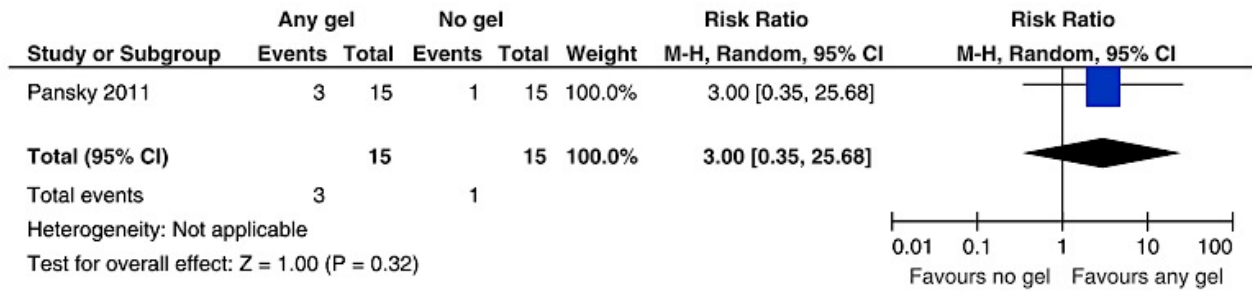 Any gel No gel Risk Ratio Risk Ratio
Study or Subgroup Events Total Events Total Weight M-H, Random, 95% CI M-H, Random, 95% CI
Pansky 2011 3 15 1 15 100.0% 3.00 [0.35, 25.68]
Total (95% CI) 15 15 100.0% 3.00 [0.35, 25.68]
Total events 3 1
Heterogeneity: Not applicable
Test for overall effect: Z = 1.00 (P = 0.32)
0.01 0.1 1 10 100
Favours no gel Favours any gel